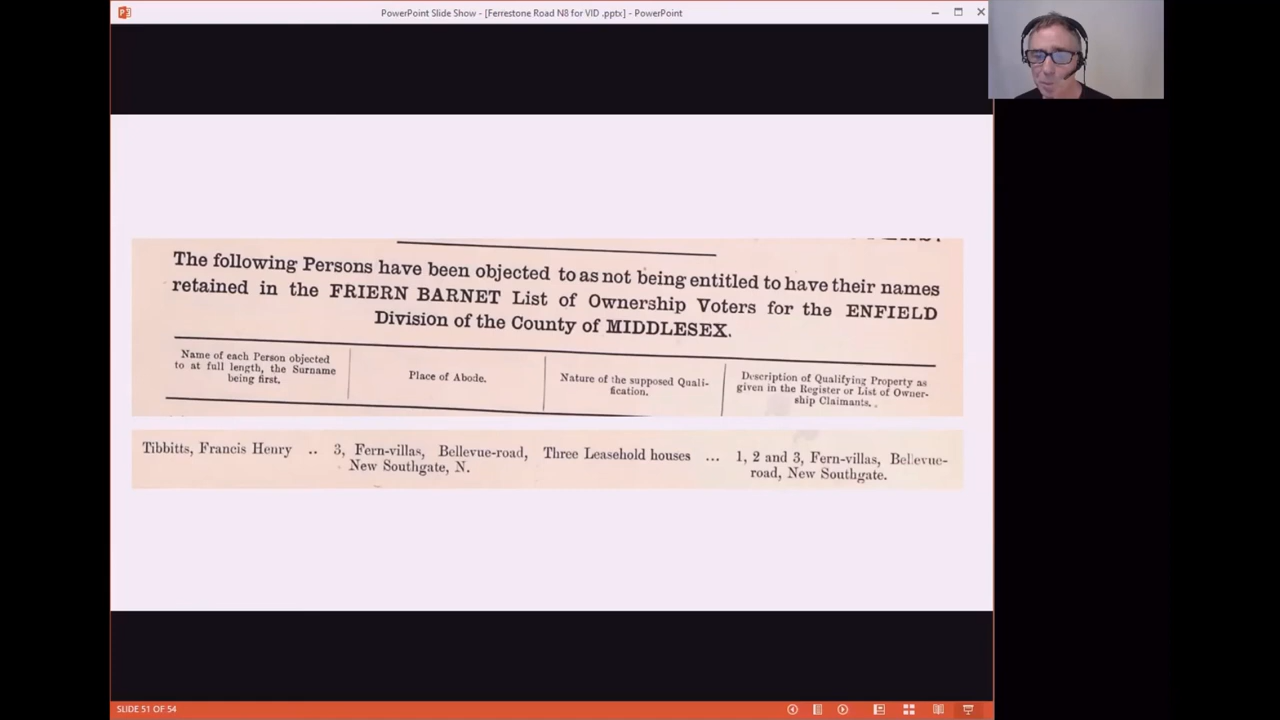 PowerPoint Slide Show - [Ferrestone Road N8 for VID .pptx] - PowerPoint
The following Persons have been objected to as not being entitled to have their names
retained in the FRIERN BARNET List of Ownership Voters for the ENFIELD
Division of the County of MIDDLESEX.
Name of each Person objected
to at full length, the Surname
being first.
Place of Abode.
Nature of the supposed Quali-
fication.
Description of Qualifying Property as
given in the Register or List of Owner-
ship Claimants.
Tibbitts, Francis Henry .. 3, Fern-villas, Bellevue-road, Three Leasehold houses ... 1, 2 and 3, Fern-villas, Bellevue-
New Southgate, N. road, New Southgate.
SLIDE 51 OF 54